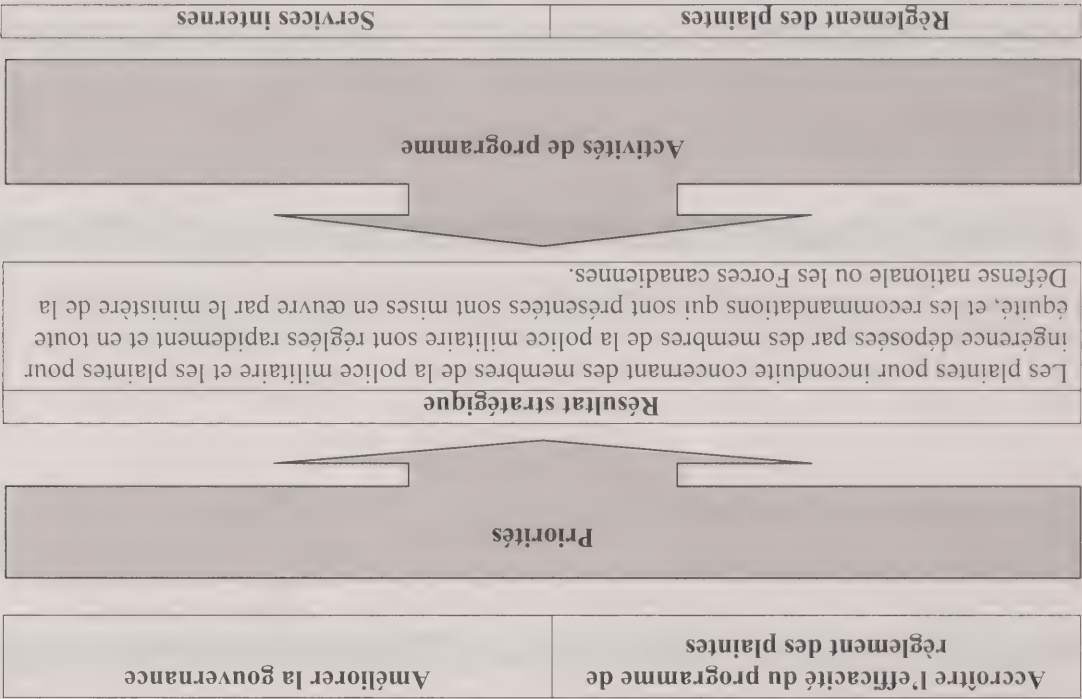 Accroître l'efficacité du programme de
règlement des plaintes
Améliorer la gouvernance
Priorités
Résultat stratégique
Les plaintes pour inconduite concernant des membres de la police militaire et les plaintes pour
ingérence déposées par des membres de la police militaire sont réglées rapidement et en toute
équité, et les recommandations qui sont présentées sont mises en œuvre par le ministère de la
Défense nationale ou les Forces canadiennes.
Activités de programme
Règlement des plaintes
Services internes